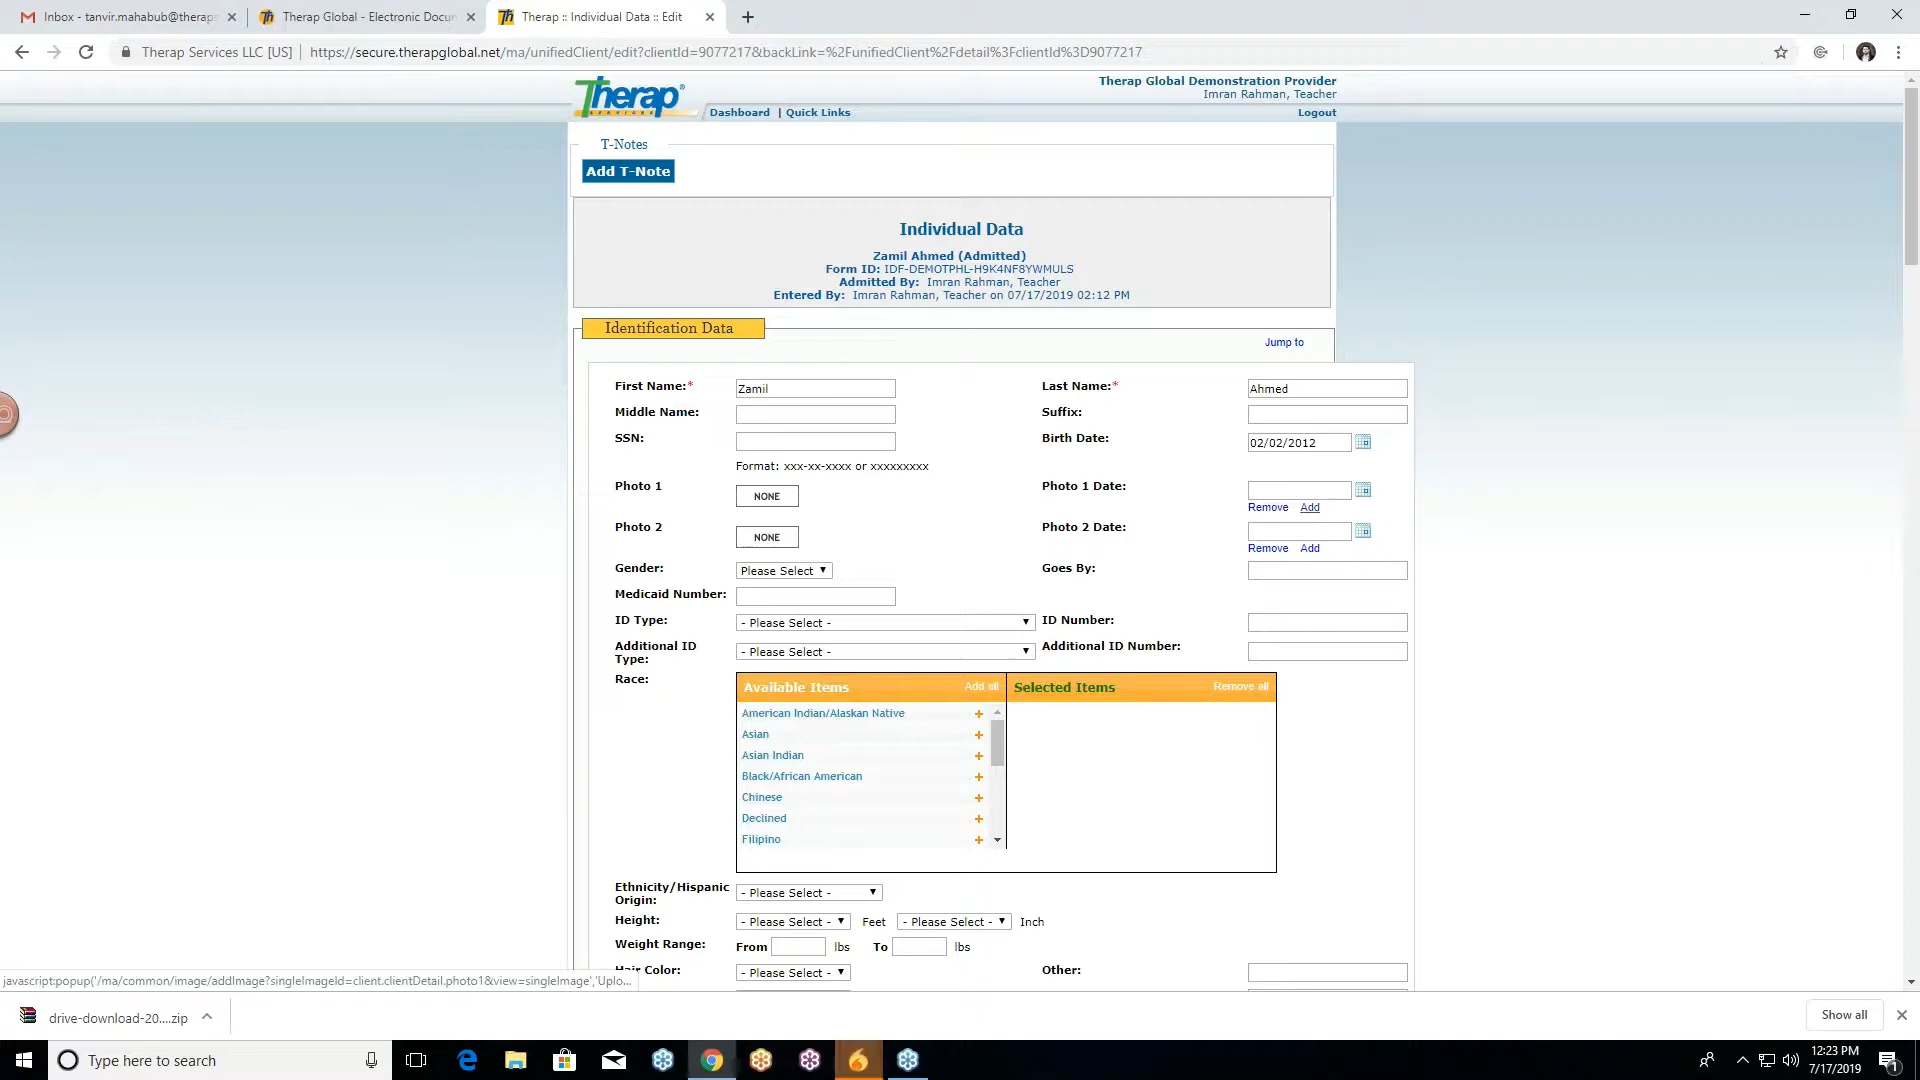 Inbox - tanvir.mahabub@therap
Therap Global - Electronic Docu
Therap :: Individual Data :: Edit
Therap Services LLC [US] | https://secure.therapglobal.net/ma/unifiedClient/edit?clientId=9077217&backLink=%2FunifiedClient%2Fdetail%3FclientId%3D9077217
Therap
SERVICES
Therap Global Demonstration Provider
Imran Rahman, Teacher
Dashboard | Quick Links
Logout
T-Notes
Add T-Note
Individual Data
Zamil Ahmed (Admitted)
Form ID: IDF-DEMOTPHL-H9K4NF8YWMULS
Admitted By: Imran Rahman, Teacher
Entered By: Imran Rahman, Teacher on 07/17/2019 02:12 PM
Identification Data
Jump to
First Name:* Zamil Last Name:* Ahmed
Middle Name: Suffix:
SSN: Birth Date: 02/02/2012
Format: xxx-xx-xxxx or xxxxxxxxx
Photo 1 NONE Photo 1 Date:
Remove Add
Photo 2 NONE Photo 2 Date:
Remove Add
Gender: Please Select Goes By:
Medicaid Number:
ID Type: - Please Select - ID Number:
Additional ID Type: - Please Select - Additional ID Number:
Race:
Available Items Add all Selected Items Remove all
American Indian/Alaskan Native +
Asian +
Asian Indian +
Black/African American +
Chinese +
Declined +
Filipino +
Ethnicity/Hispanic Origin: - Please Select -
Height: - Please Select - Feet - Please Select - Inch
Weight Range: From lbs To lbs
Hair Color: - Please Select - Other:
javascript:popup('/ma/common/image/addImage?singleImageId=client.clientDetail.photo1&view=singleImage','Uplo...
drive-download-20....zip
Show all
Type here to search
12:23 PM
7/17/2019
1